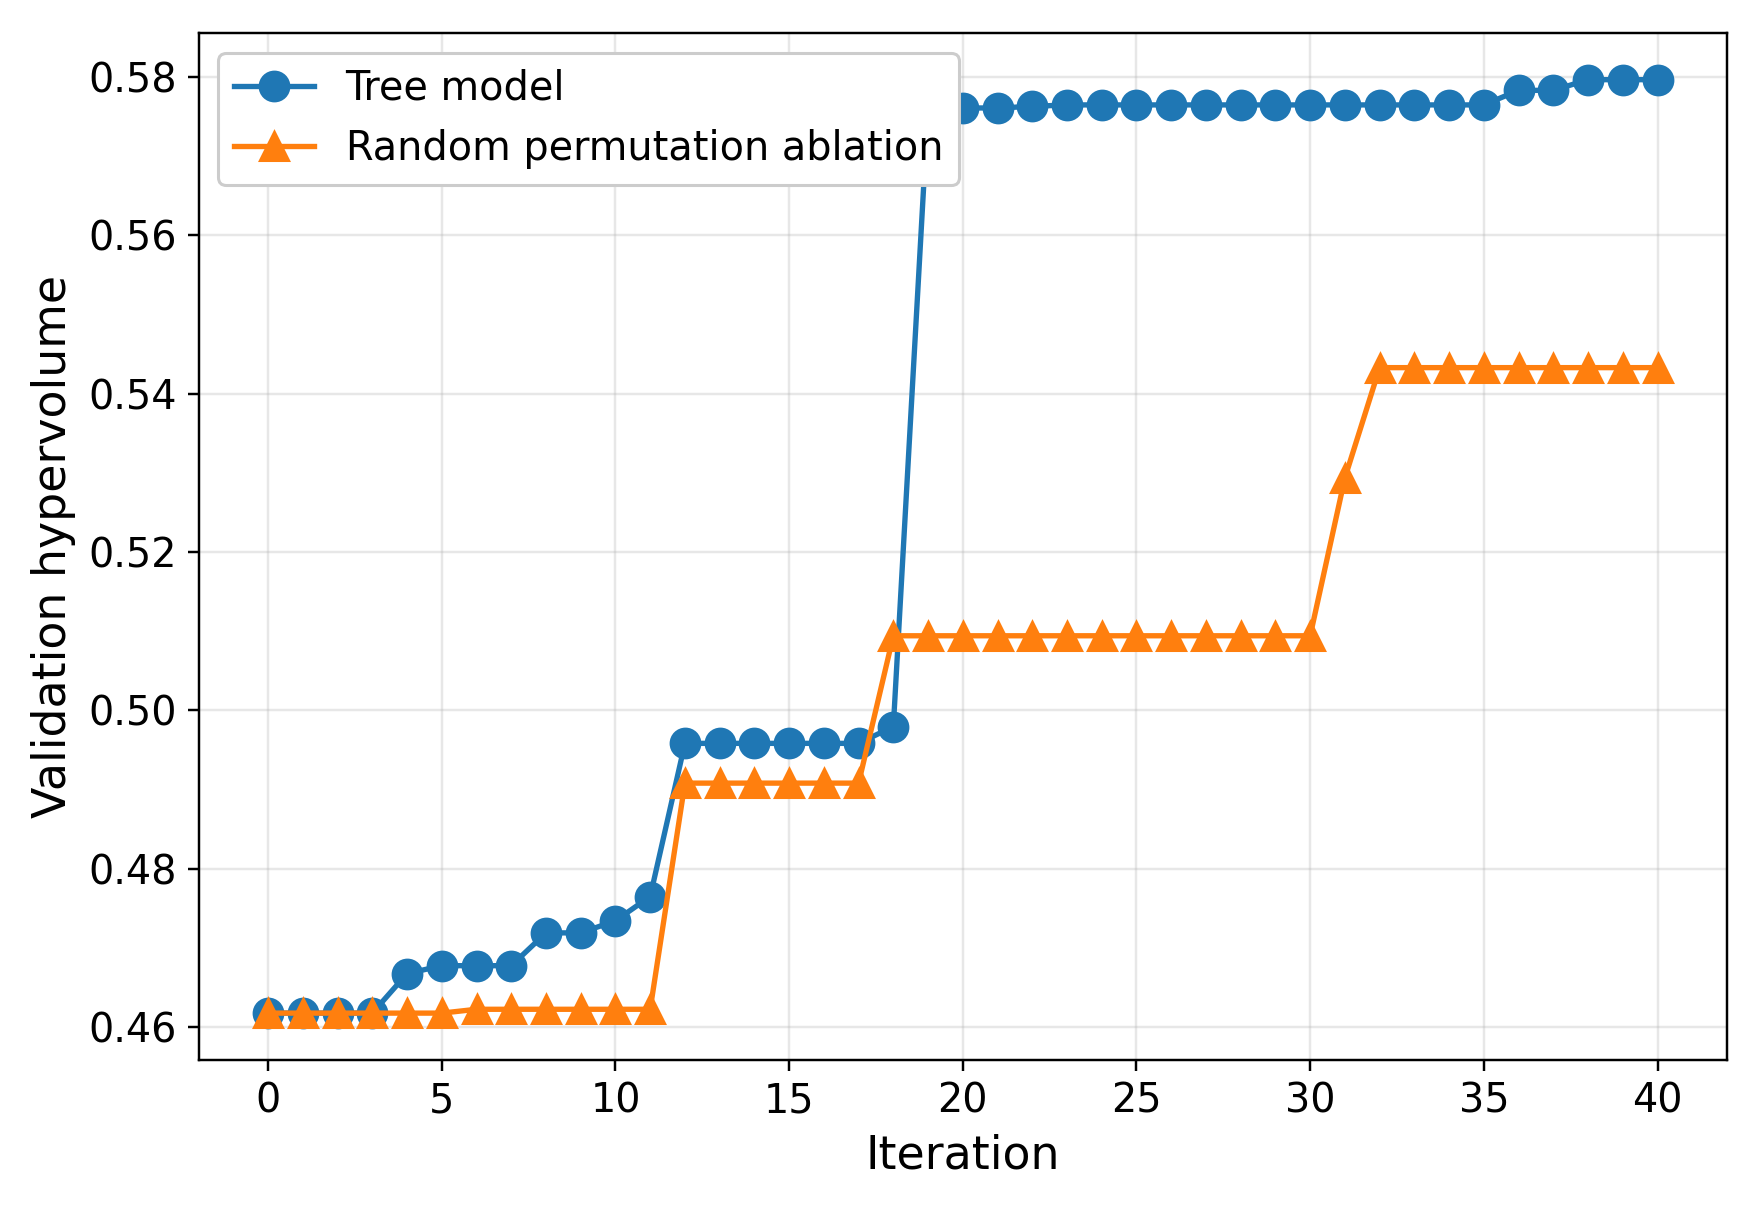 Tree model
Random permutation ablation
0.58
0.56
0.54
0.52
0.50
0.48
0.46
Validation hypervolume
0 5 10 15 20 25 30 35 40
Iteration